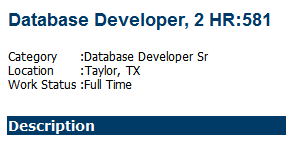 Database Developer, 2 HR:581
Category :Database Developer Sr
Location :Taylor, TX
Work Status :Full Time
Description